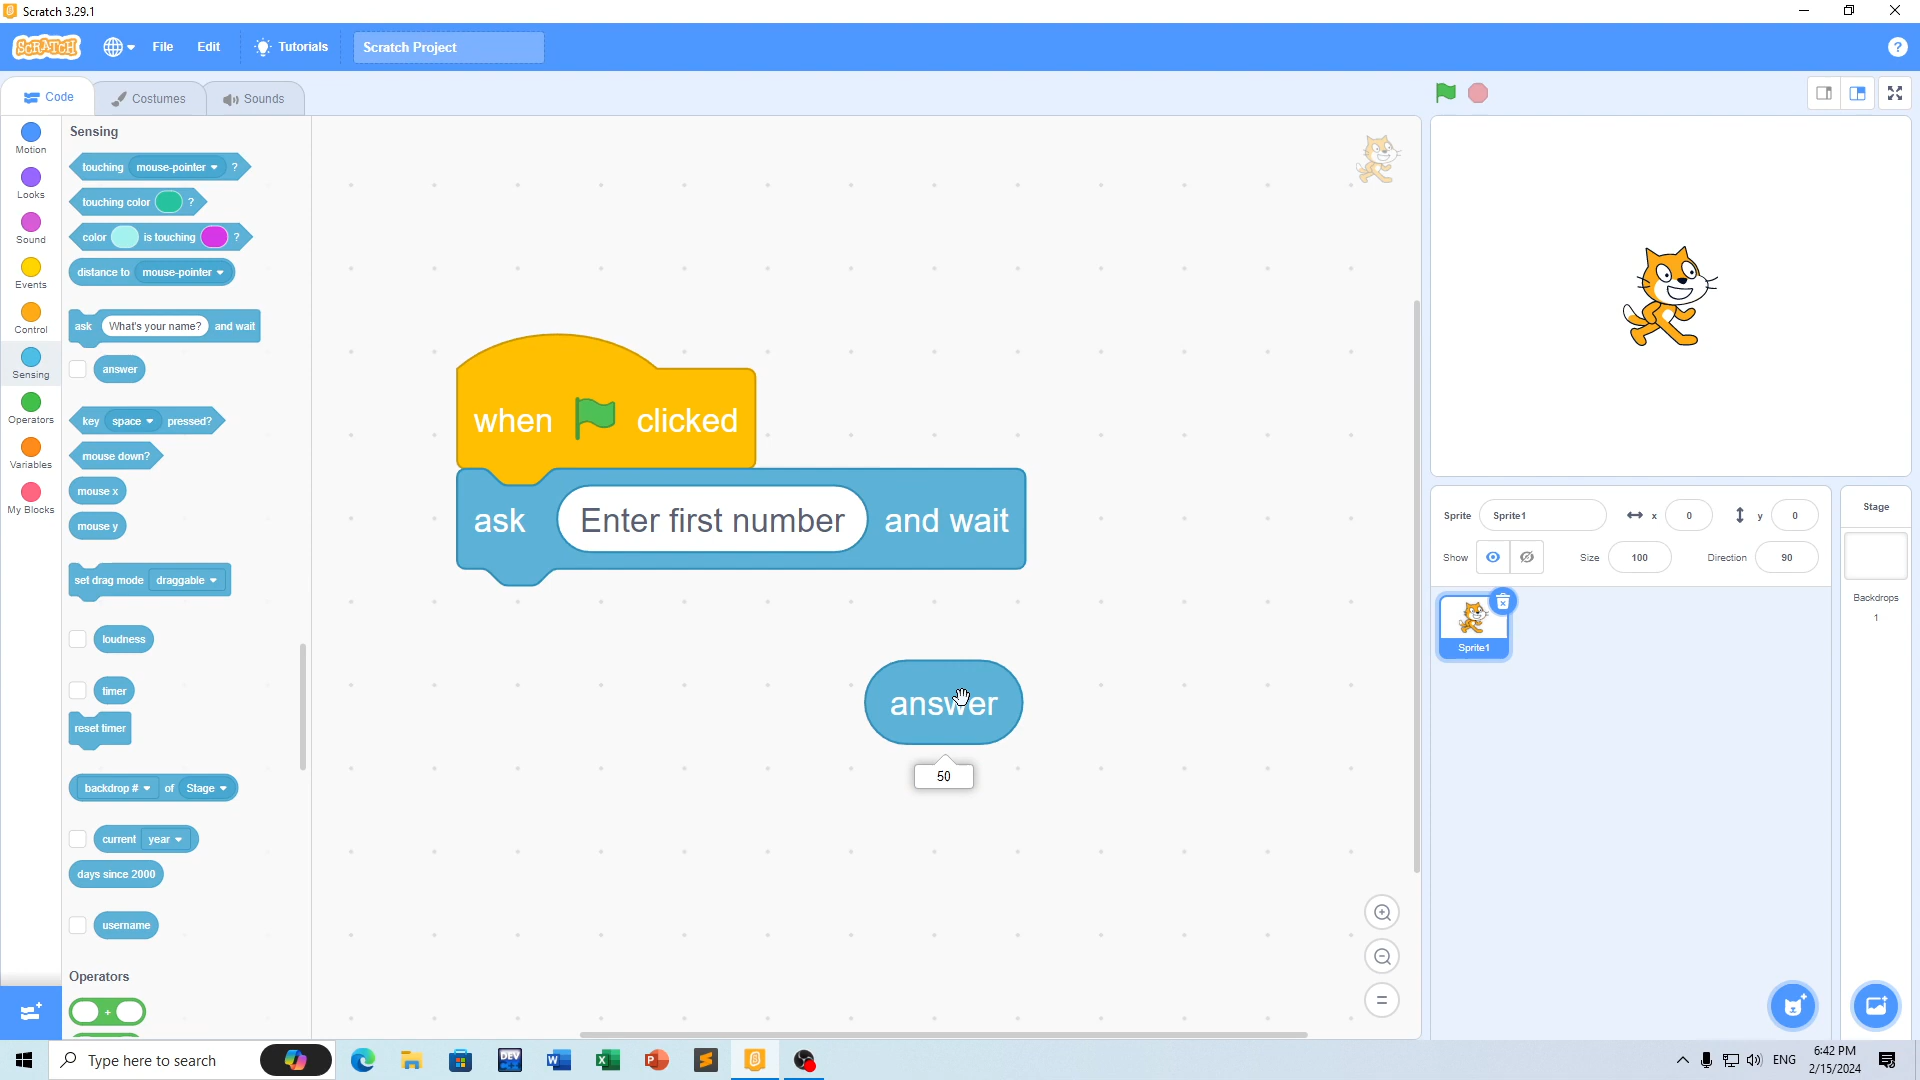 Scratch 3.29.1
SCRATCH File Edit Tutorials Scratch Project ?
Code Costumes Sounds
Motion
Looks
Sound
Events
Control
Sensing
Operators
Variables
My Blocks
Sensing
touching mouse-pointer ?
touching color ?
color is touching ?
distance to mouse-pointer
ask What's your name? and wait
answer
key space pressed?
mouse down?
mouse x
mouse y
set drag mode draggable
loudness
timer
reset timer
backdrop # of Stage
current year
days since 2000
username
Operators
+
when clicked
ask Enter first number and wait
answer
50
=
Sprite Sprite1 x 0 y 0
Show Size 100 Direction 90
Sprite1
Stage
Backdrops
1
Type here to search
DEV
ENG
6:42 PM
2/15/2024